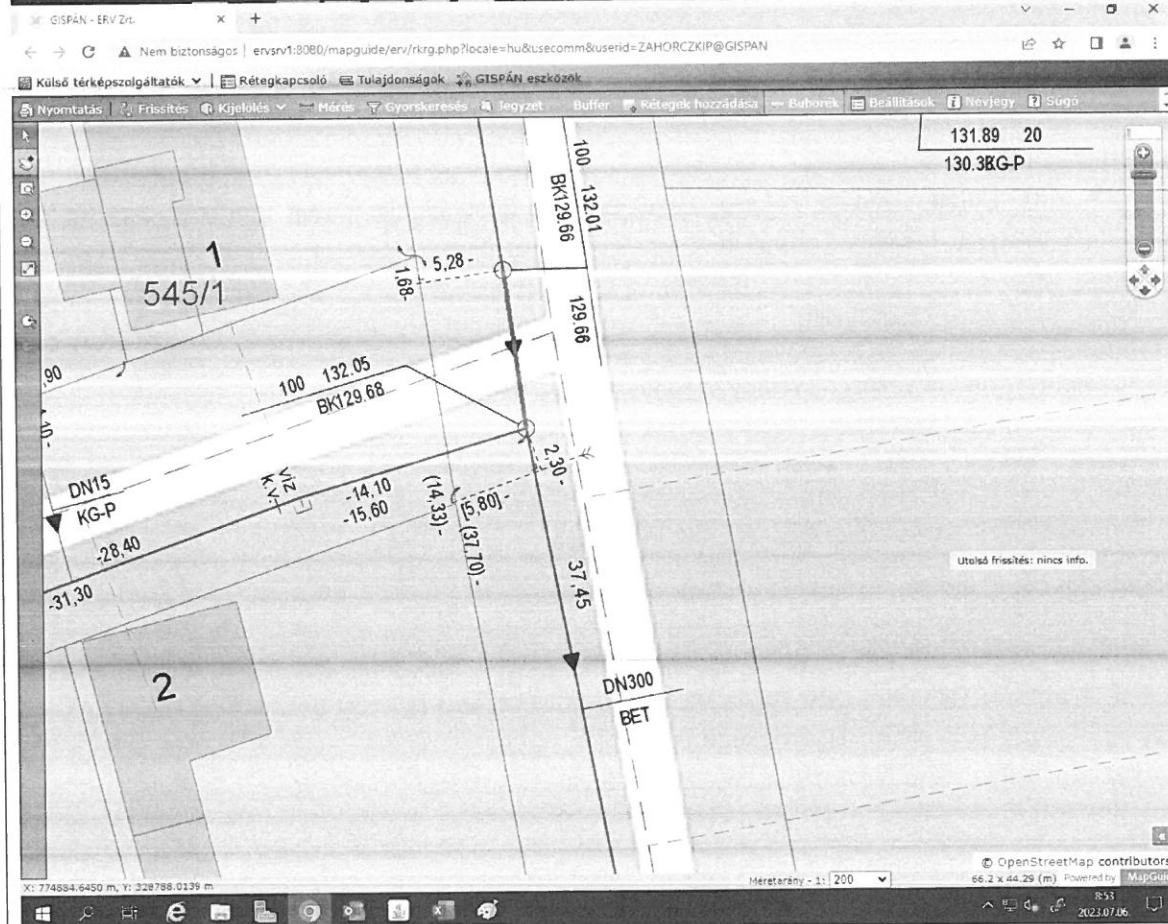 GISPÁN - ERV Zrt.
Nem biztonságos | ervsrv1:8080/mapguide/erv/rkrg.php?locale=hu&usecomm&userid=ZAHORCZKIP@GISPAN
Külső térképszolgáltatók | Rétegkapcsoló Tulajdonságok GISPÁN eszközök
Nyomtatás Frissítés Kijelölés Mérés Gyorskeresés Jegyzet Buffer Rétegek hozzádása Buborék Beállítások Névjegy Súgó
131.89 20
130.38KG-P
100 132.01
BK129.66
129.66
1
545/1
5,28 -
1,68-
,90
100 132.05
BK129.68
DN15
KG-P
VÍZ
-14,10
-15,60
2,30 -
(14,33)-
[5,80] -
(37,70) -
-28,40
-31,30
37.45
Utolsó frissítés: nincs info.
2
DN300
BET
© OpenStreetMap contributors
X: 774884.6450 m, Y: 328788.0139 m
Méretarány - 1: 200
66.2 x 44.29 (m) Powered by MapGuide
8:53
2023.07.06.